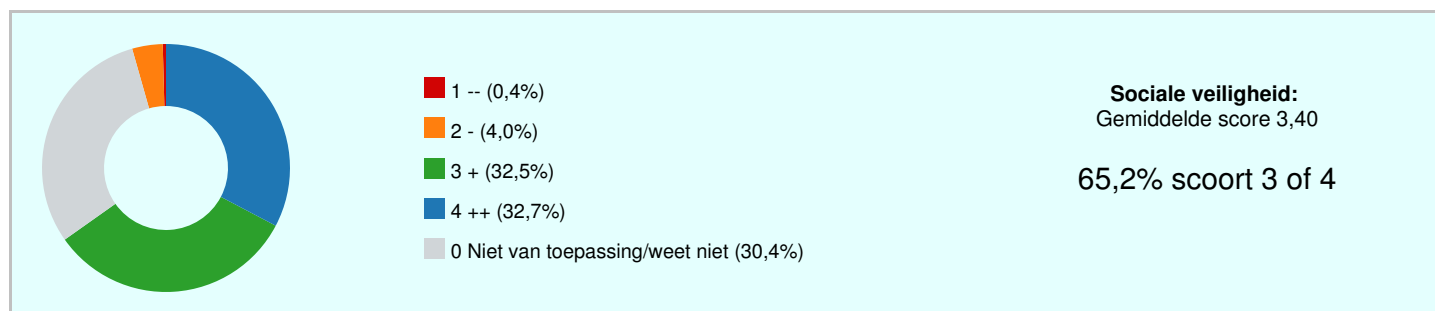 1 -- (0,4%)
2 - (4,0%)
3 + (32,5%)
4 ++ (32,7%)
0 Niet van toepassing/weet niet (30,4%)
Sociale veiligheid:
Gemiddelde score 3,40
65,2% scoort 3 of 4